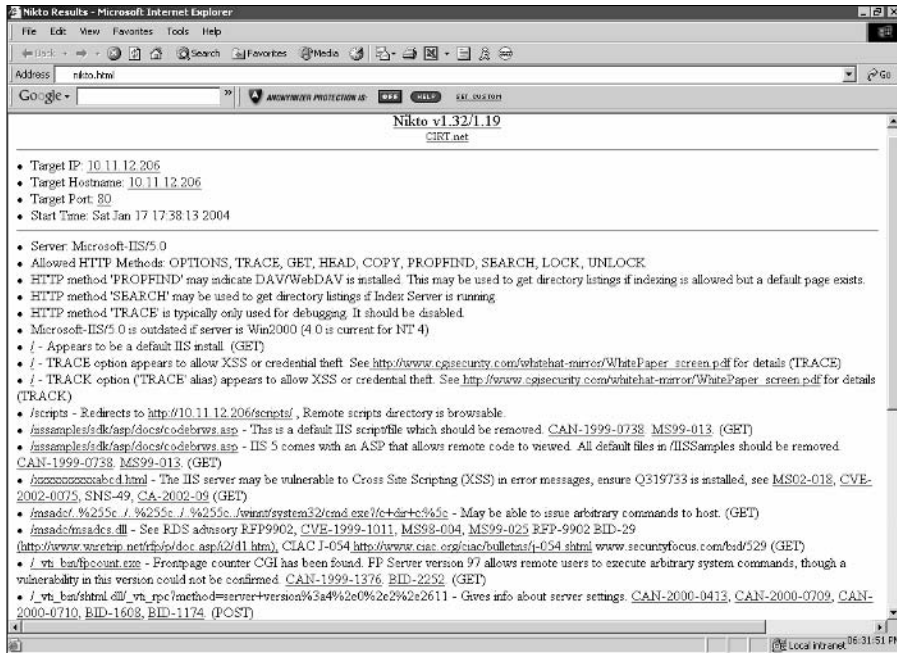 Nikto Results - Microsoft Internet Explorer
File Edit View Favorites Tools Help
Back Search Favorites Media
Address nikto.html Go
Google ANONYMIZER PROTECTION IS: OFF HELP GET CUSTOM
Nikto v1.32/1.19
CIRT.net
• Target IP: 10.11.12.206
• Target Hostname: 10.11.12.206
• Target Port: 80
• Start Time: Sat Jan 17 17:38:13 2004
• Server: Microsoft-IIS/5.0
• Allowed HTTP Methods: OPTIONS, TRACE, GET, HEAD, COPY, PROPFIND, SEARCH, LOCK, UNLOCK
• HTTP method 'PROPFIND' may indicate DAV/WebDAV is installed. This may be used to get directory listings if indexing is allowed but a default page exists.
• HTTP method 'SEARCH' may be used to get directory listings if Index Server is running
• HTTP method 'TRACE' is typically only used for debugging. It should be disabled.
• Microsoft-IIS/5.0 is outdated if server is Win2000 (4.0 is current for NT 4)
• / - Appears to be a default IIS install. (GET)
• / - TRACE option appears to allow XSS or credential theft. See http://www.cgisecurity.com/whitehat-mirror/WhitePaper_screen.pdf for details (TRACE)
• / - TRACK option ('TRACE' alias) appears to allow XSS or credential theft. See http://www.cgisecurity.com/whitehat-mirror/WhitePaper_screen.pdf for details
(TRACK)
• /scripts - Redirects to http://10.11.12.206/scripts/ , Remote scripts directory is browsable.
• /iissamples/sdk/asp/docs/codebrws.asp - This is a default IIS script/file which should be removed. CAN-1999-0738. MS99-013. (GET)
• /iissamples/sdk/asp/docs/codebrws.asp - IIS 5 comes with an ASP that allows remote code to viewed. All default files in /IISSamples should be removed.
CAN-1999-0738. MS99-013. (GET)
• /xxxxxxxxxxabcd.html - The IIS server may be vulnerable to Cross Site Scripting (XSS) in error messages, ensure Q319733 is installed, see MS02-018, CVE-
2002-0075, SNS-49, CA-2002-09 (GET)
• /msadc/..%255c../..%255c../..%255c../winnt/system32/cmd.exe?/c+dir+c:%5c - May be able to issue arbitrary commands to host. (GET)
• /msadc/msadcs.dll - See RDS advisory RFP9902, CVE-1999-1011, MS98-004, MS99-025 RFP-9902 BID-29
(http://www.wiretrip.net/rfp/p/doc.asp/i2/d1.htm), CIAC J-054 http://www.ciac.org/ciac/bulletins/j-054.shtml www.securityfocus.com/bid/529 (GET)
• /_vti_bin/fpcount.exe - Frontpage counter CGI has been found. FP Server version 97 allows remote users to execute arbitrary system commands, though a
vulnerability in this version could not be confirmed. CAN-1999-1376. BID-2252. (GET)
• /_vti_bin/shtml.dll/_vti_rpc?method=server+version%3a4%2e0%2e2%2e2611 - Gives info about server settings. CAN-2000-0413, CAN-2000-0709, CAN-
2000-0710, BID-1608, BID-1174. (POST)
Local intranet 06:31:51 PM